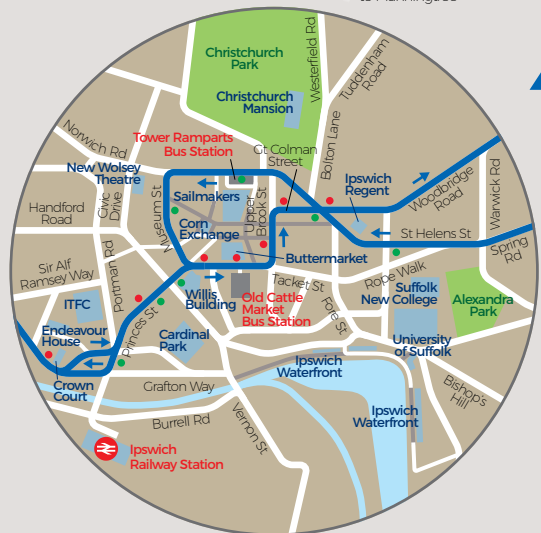 to Manningtree
Christchurch
Park
Westerfield Rd
Tuddenham
Road
Christchurch
Mansion
Norwich Rd
Tower Ramparts
Bus Station
Gt Colman
Street
Bolton Lane
New Wolsey
Theatre
Sailmakers
Ipswich
Regent
Woodbridge
Road
Warwick Rd
Handford
Road
Civic
Drive
Museum St
Corn
Exchange
Upper
Brook St
St Helens St
Spring
Rd
Buttermarket
Sir Alf
Ramsey Way
Portman Rd
Tacket St
Rope Walk
ITFC
Willis
Building
Old Cattle
Market
Bus Station
Fore St
Suffolk
New College
Alexandra
Park
Endeavour
House
Princes St
Cardinal
Park
University
of Suffolk
Crown
Court
Grafton Way
Ipswich
Waterfront
Bishop's
Hill
Burrell Rd
Vernon St
Ipswich
Waterfront
Ipswich
Railway Station